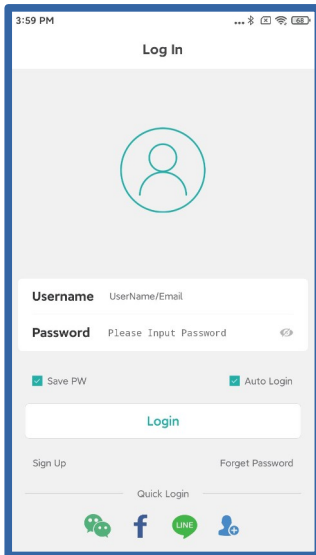 3:59 PM
68
Log In
Username UserName/Email
Password Please Input Password
Save PW Auto Login
Login
Sign Up Forget Password
Quick Login
f LINE